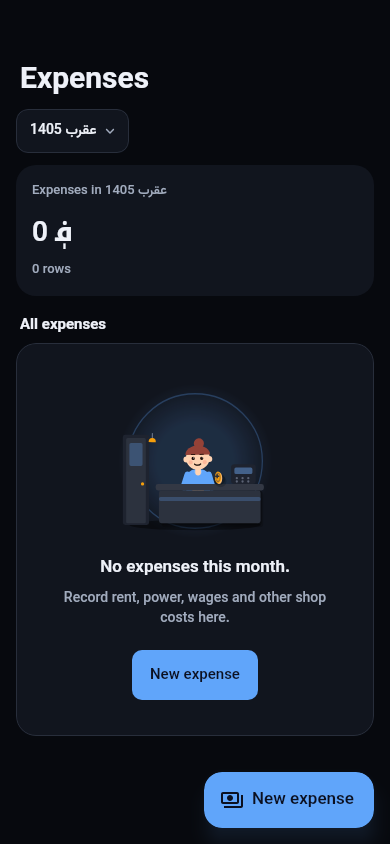 Expenses
عقرب 1405
Expenses in 1405 عقرب
0 ؋
0 rows
All expenses
No expenses this month.
Record rent, power, wages and other shop
costs here.
New expense
New expense